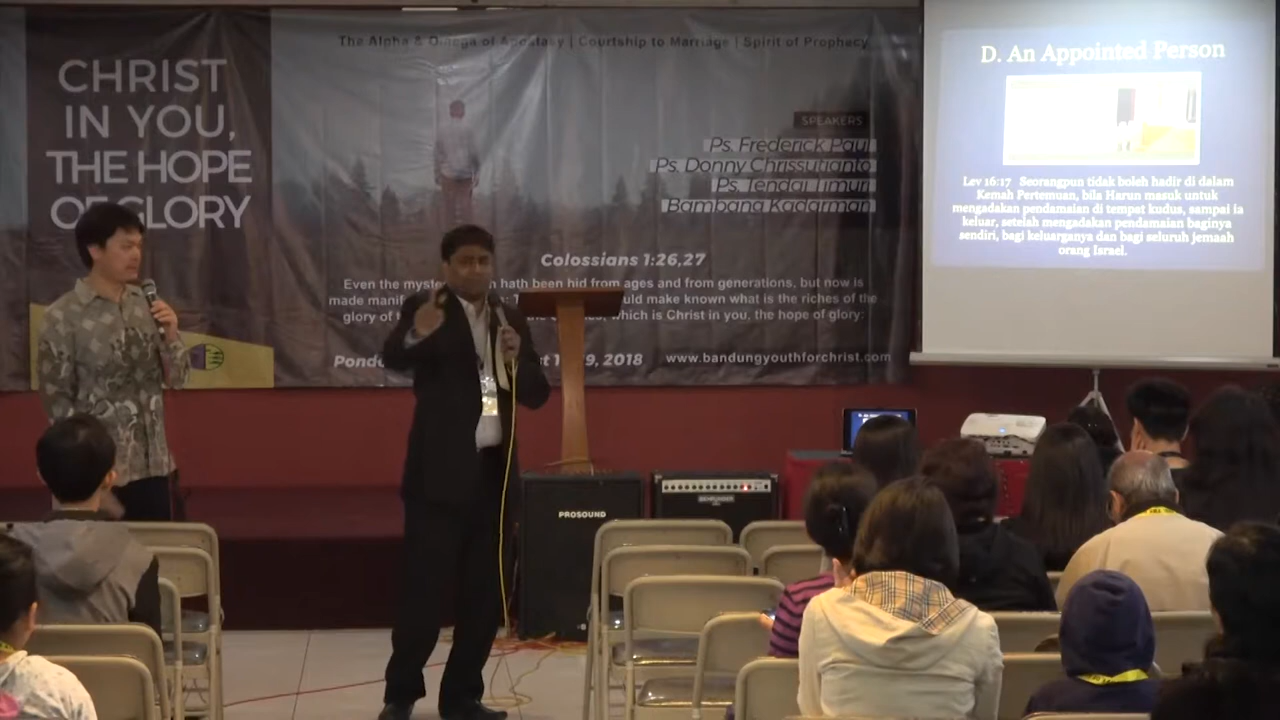 The Alpha & Omega of Apostasy | Courtship to Marriage | Spirit of Prophecy
CHRIST
IN YOU,
THE HOPE
OF GLORY
SPEAKERS
Ps. Frederick Paul
Ps. Donny Chrissutianto
Ps. Tendai Timuri
Bambang Kadarman
Colossians 1:26,27
Even the hath been hid from ages and from generations, but now is
made would make known what is the riches of the
glory of which is Christ in you, the hope of glory:
2018 www.bandungyouthforchrist.com
D. An Appointed Person
Lev 16:17 Seorangpun tidak boleh hadir di dalam
Kemah Pertemuan, bila Harun masuk untuk
mengadakan pendamaian di tempat kudus, sampai ia
keluar, setelah mengadakan pendamaian baginya
sendiri, bagi keluarganya dan bagi seluruh jemaah
orang Israel.
PROSOUND
BEHRINGER